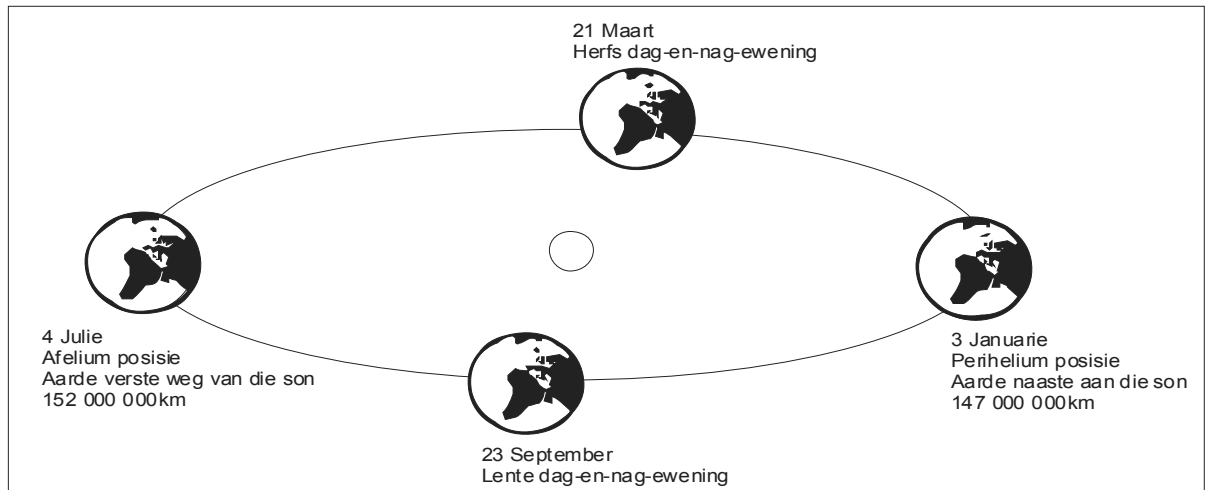 21 Maart
Herfs dag-en-nag-ewening
4 Julie
Afelium posisie
Aarde verste weg van die son
152 000 000km
3 Januarie
Perihelium posisie
Aarde naaste aan die son
147 000 000km
23 September
Lente dag-en-nag-ewening